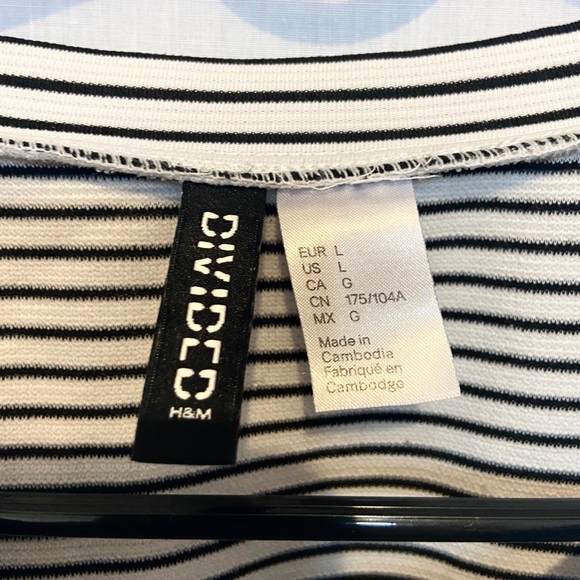 DIVIDED
H&M
EUR L
US L
CA G
CN 175/104A
MX G
Made in
Cambodia
Fabriqué en
Cambodge